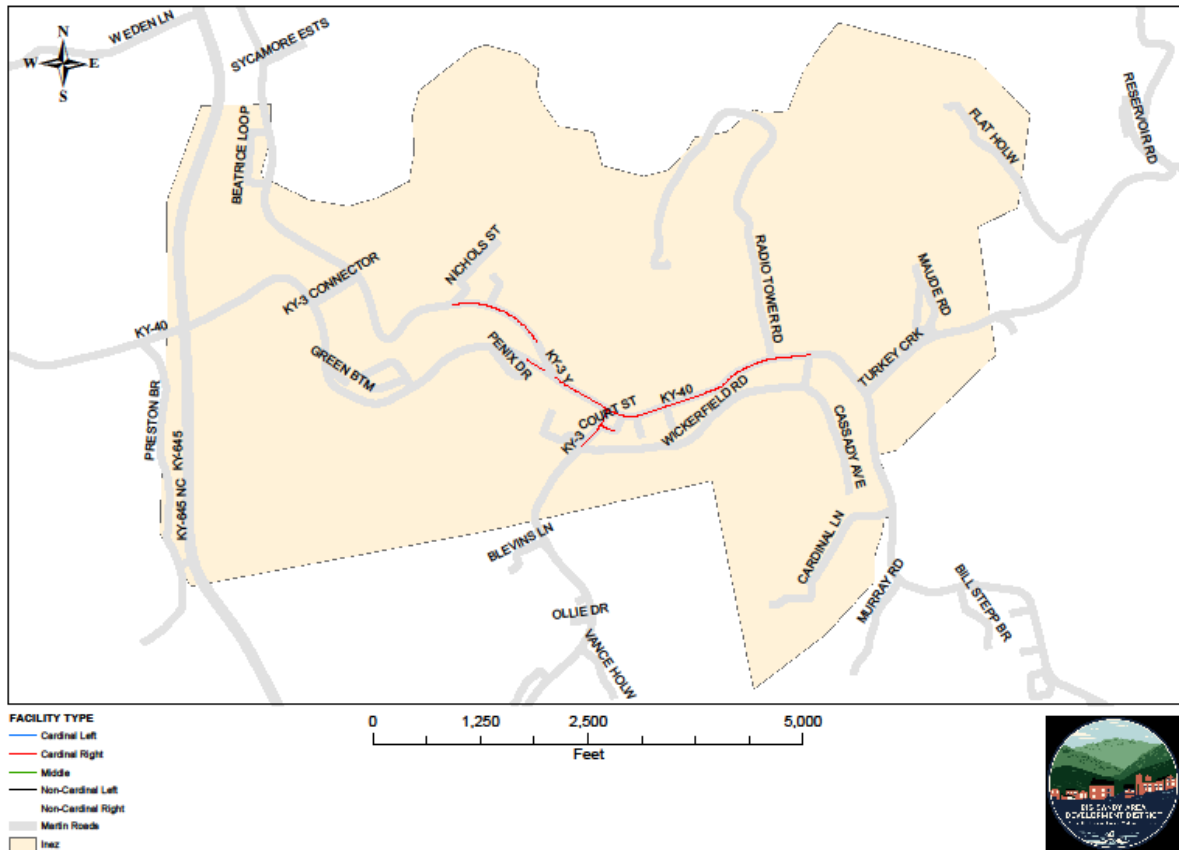 WEDEN LN
SYCAMORE ESTS
N
W E
S
BEATRICE LOOP
RESERVOIR RD
FLAT HOLW
NICHOLS ST
KY-3 CONNECTOR
RADIO TOWER RD
MAUDE RD
KY-40
PENIX DR
KY-3 Y
GREEN BTM
TURKEY CRK
KY-40
WICKERFIELD RD
COURT ST
KY-3
PRESTON BR
KY-645
KY-645 NC
CASSADY AVE
BLEVINS LN
CARDINAL LN
MURRAY RD
BILL STEPP BR
OLLIE DR
VANCE HOLW
FACILITY TYPE
Cardinal Left
Cardinal Right
Middle
Non-Cardinal Left
Non-Cardinal Right
Martin Roads
Inez
0 1,250 2,500 5,000
Feet
BIG SANDY AREA
DEVELOPMENT DISTRICT